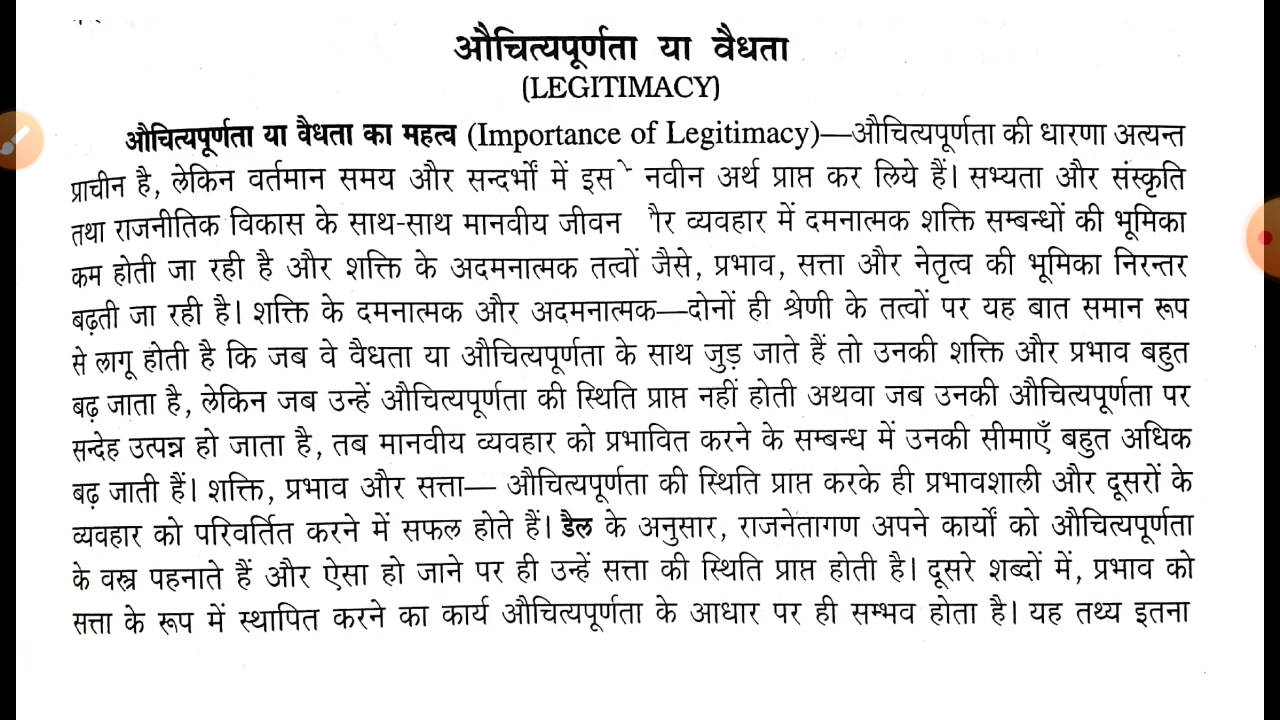 औचित्यपूर्णता या वैधता
(LEGITIMACY)
औचित्यपूर्णता या वैधता का महत्व (Importance of Legitimacy)—औचित्यपूर्णता की धारणा अत्यन्त
प्राचीन है, लेकिन वर्तमान समय और सन्दर्भों में इस नवीन अर्थ प्राप्त कर लिये हैं। सभ्यता और संस्कृति
तथा राजनीतिक विकास के साथ-साथ मानवीय जीवन व्यवहार में दमनात्मक शक्ति सम्बन्धों की भूमिका
कम होती जा रही है और शक्ति के अदमनात्मक तत्वों जैसे, प्रभाव, सत्ता और नेतृत्व की भूमिका निरन्तर
बढ़ती जा रही है। शक्ति के दमनात्मक और अदमनात्मक—दोनों ही श्रेणी के तत्वों पर यह बात समान रूप
से लागू होती है कि जब वे वैधता या औचित्यपूर्णता के साथ जुड़ जाते हैं तो उनकी शक्ति और प्रभाव बहुत
बढ़ जाता है, लेकिन जब उन्हें औचित्यपूर्णता की स्थिति प्राप्त नहीं होती अथवा जब उनकी औचित्यपूर्णता पर
सन्देह उत्पन्न हो जाता है, तब मानवीय व्यवहार को प्रभावित करने के सम्बन्ध में उनकी सीमाएँ बहुत अधिक
बढ़ जाती हैं। शक्ति, प्रभाव और सत्ता— औचित्यपूर्णता की स्थिति प्राप्त करके ही प्रभावशाली और दूसरों के
व्यवहार को परिवर्तित करने में सफल होते हैं। डैल के अनुसार, राजनेतागण अपने कार्यों को औचित्यपूर्णता
के वस्त्र पहनाते हैं और ऐसा हो जाने पर ही उन्हें सत्ता की स्थिति प्राप्त होती है। दूसरे शब्दों में, प्रभाव को
सत्ता के रूप में स्थापित करने का कार्य औचित्यपूर्णता के आधार पर ही सम्भव होता है। यह तथ्य इतना